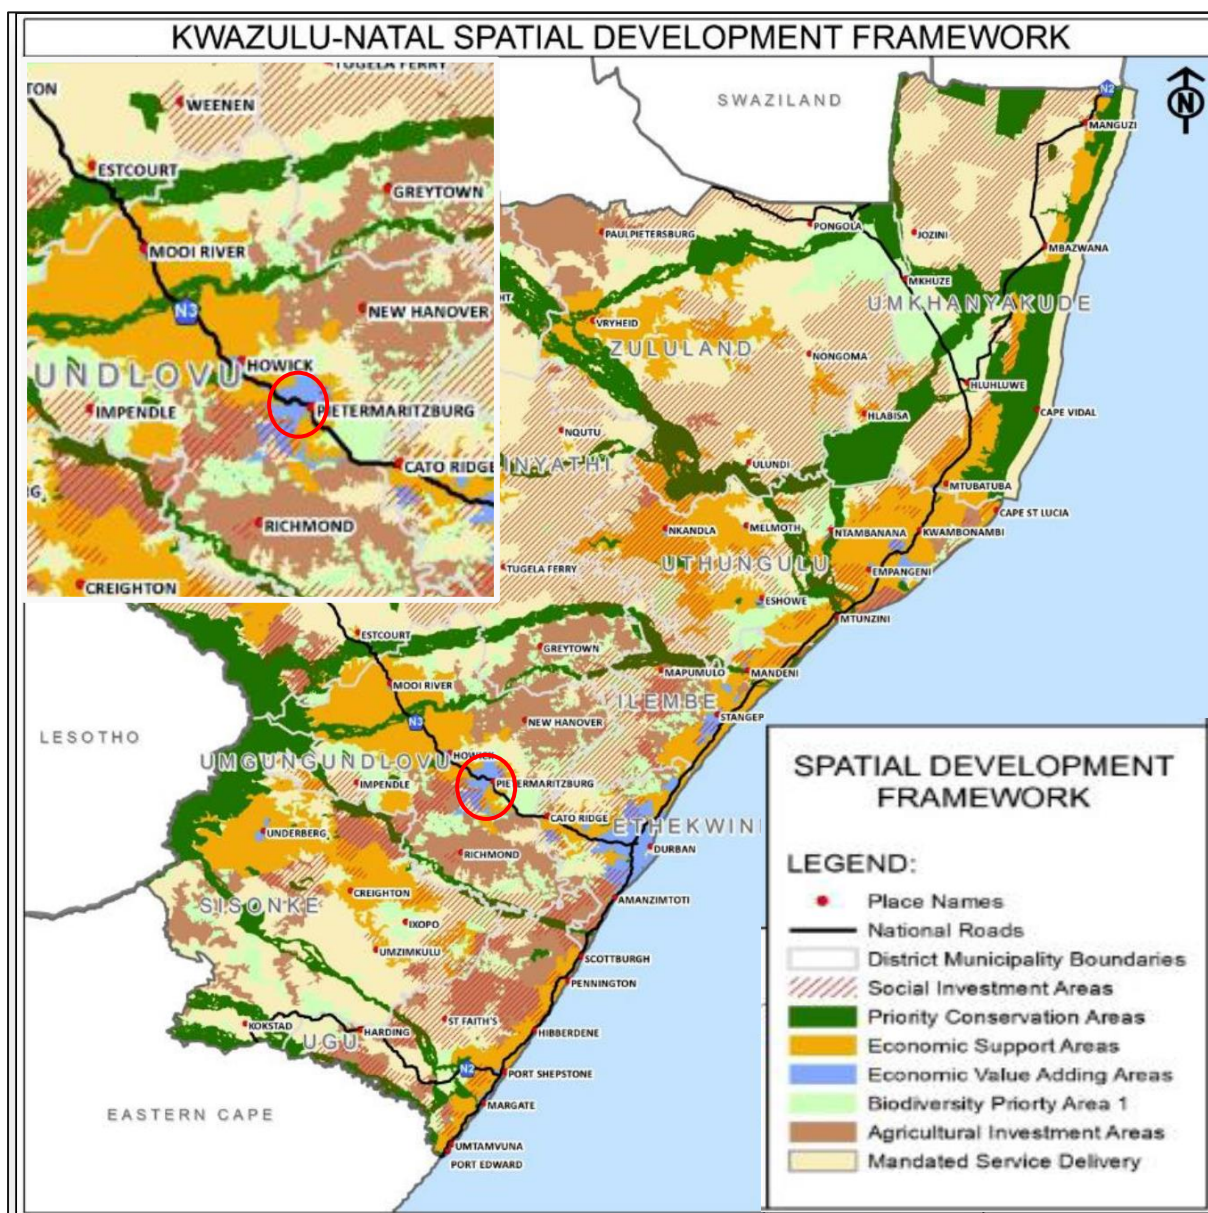 KWAZULU-NATAL SPATIAL DEVELOPMENT FRAMEWORK
TUGELA FERRY
TON
WEENEN
ESTCOURT
GREYTOWN
MOOI RIVER
N3
NEW HANOVER
UNDLOVU
HOWICK
IMPENDLE
PIETERMARITZBURG
CATO RIDGE
RG
RICHMOND
CREIGHTON
SWAZILAND
N2
N
MANGUZI
PAULPIETERSBURG
PONGOLA
JOZINI
MBAZWANA
MKHUZE
UMKHANYAKUDE
HT
VRYHEID
ZULULAND
NONGOMA
HLUHLUWE
HLABISA
CAPE VIDAL
NQUTU
INYATHI
ULUNDI
MTUBATUBA
CAPE ST LUCIA
NKANDLA
MELMOTH
NTAMBANANA
KWAMBONAMBI
UTHUNGULU
TUGELA FERRY
EMPANGENI
ESHOWE
MTUNZINI
ESTCOURT
GREYTOWN
MAPUMULO
MANDENI
MOOI RIVER
ILEMBE
N3
NEW HANOVER
STANGEP
LESOTHO
HOWICK
UMGUNGUNDLOVU
IMPENDLE
PIETERMARITZBURG
CATO RIDGE
ETHEKWINI
UNDERBERG
DURBAN
RICHMOND
CREIGHTON
AMANZIMTOTI
SISONKE
IXOPO
UMZIMKULU
SCOTTBURGH
PENNINGTON
KOKSTAD
HARDING
ST FAITH'S
HIBBERDENE
UGU
N2
PORT SHEPSTONE
EASTERN CAPE
MARGATE
UMTAMVUNA
PORT EDWARD
SPATIAL DEVELOPMENT
FRAMEWORK
LEGEND:
Place Names
National Roads
District Municipality Boundaries
Social Investment Areas
Priority Conservation Areas
Economic Support Areas
Economic Value Adding Areas
Biodiversity Priorty Area 1
Agricultural Investment Areas
Mandated Service Delivery